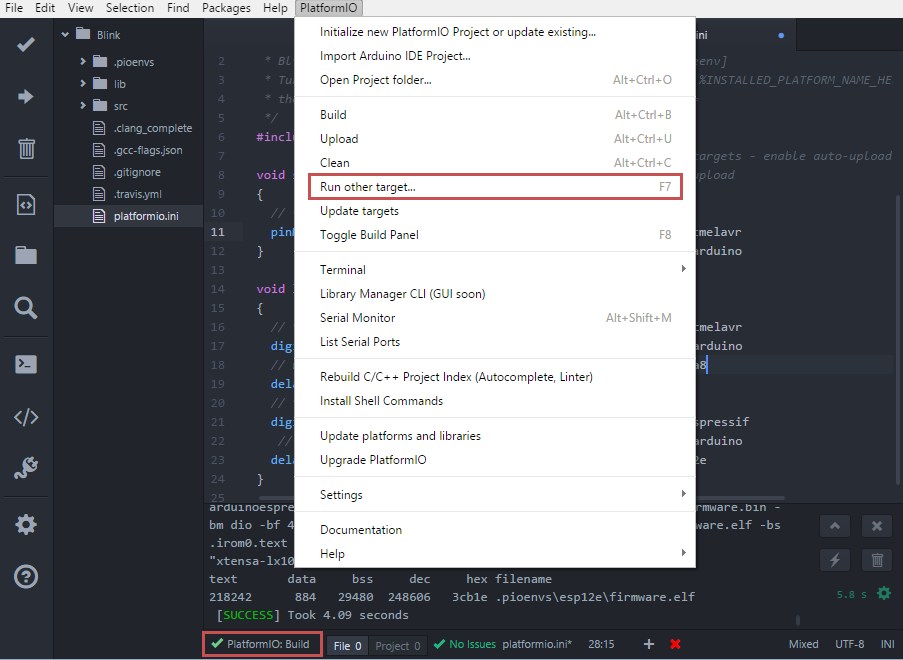 File Edit View Selection Find Packages Help PlatformIO
Blink
.pioenvs
lib
src
.clang_complete
.gcc-flags.json
.gitignore
.travis.yml
platformio.ini
Initialize new PlatformIO Project or update existing...
Import Arduino IDE Project...
Open Project folder... Alt+Ctrl+O
Build Alt+Ctrl+B
Upload Alt+Ctrl+U
Clean Alt+Ctrl+C
Run other target... F7
Update targets
Toggle Build Panel F8
Terminal
Library Manager CLI (GUI soon)
Serial Monitor Alt+Shift+M
List Serial Ports
Rebuild C/C++ Project Index (Autocomplete, Linter)
Install Shell Commands
Update platforms and libraries
Upgrade PlatformIO
Settings
Documentation
Help
2 * Bl
3 * Tu
4 * th
5 */
6 #inclu
7
8 void s
9 {
10 //
11 pin
12 }
13
14 void
15 {
16 //
17 dig
18 //
19 dela
20 //
21 dig
22 //
23 dela
24 }
25
ini
env]
%INSTALLED_PLATFORM_NAME_HE
argets - enable auto-upload
upload
tmelavr
arduino
tmelavr
arduino
a8
spressif
arduino
2e
arduinoespre rmware.bin -
bm dio -bf 4 ware.elf -bs
.irom0.text
"xtensa-lx10
text data bss dec hex filename
218242 884 29480 248606 3cb1e .pioenvs\esp12e\firmware.elf
[SUCCESS] Took 4.09 seconds
5.8 s
PlatformIO: Build File 0 Project 0 No Issues platformio.ini* 28:15 Mixed UTF-8 INI